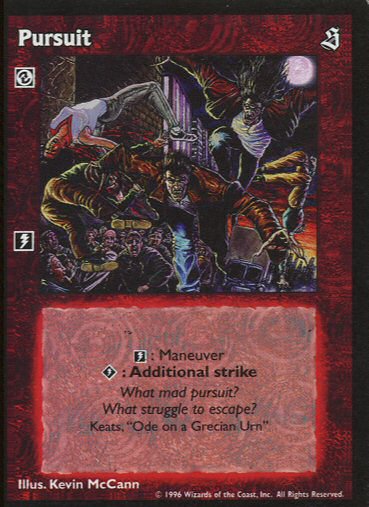 Pursuit
: Maneuver
: Additional strike
What mad pursuit?
What struggle to escape?
Keats, "Ode on a Grecian Urn"
Illus. Kevin McCann
© 1996 Wizards of the Coast, Inc. All Rights Reserved.